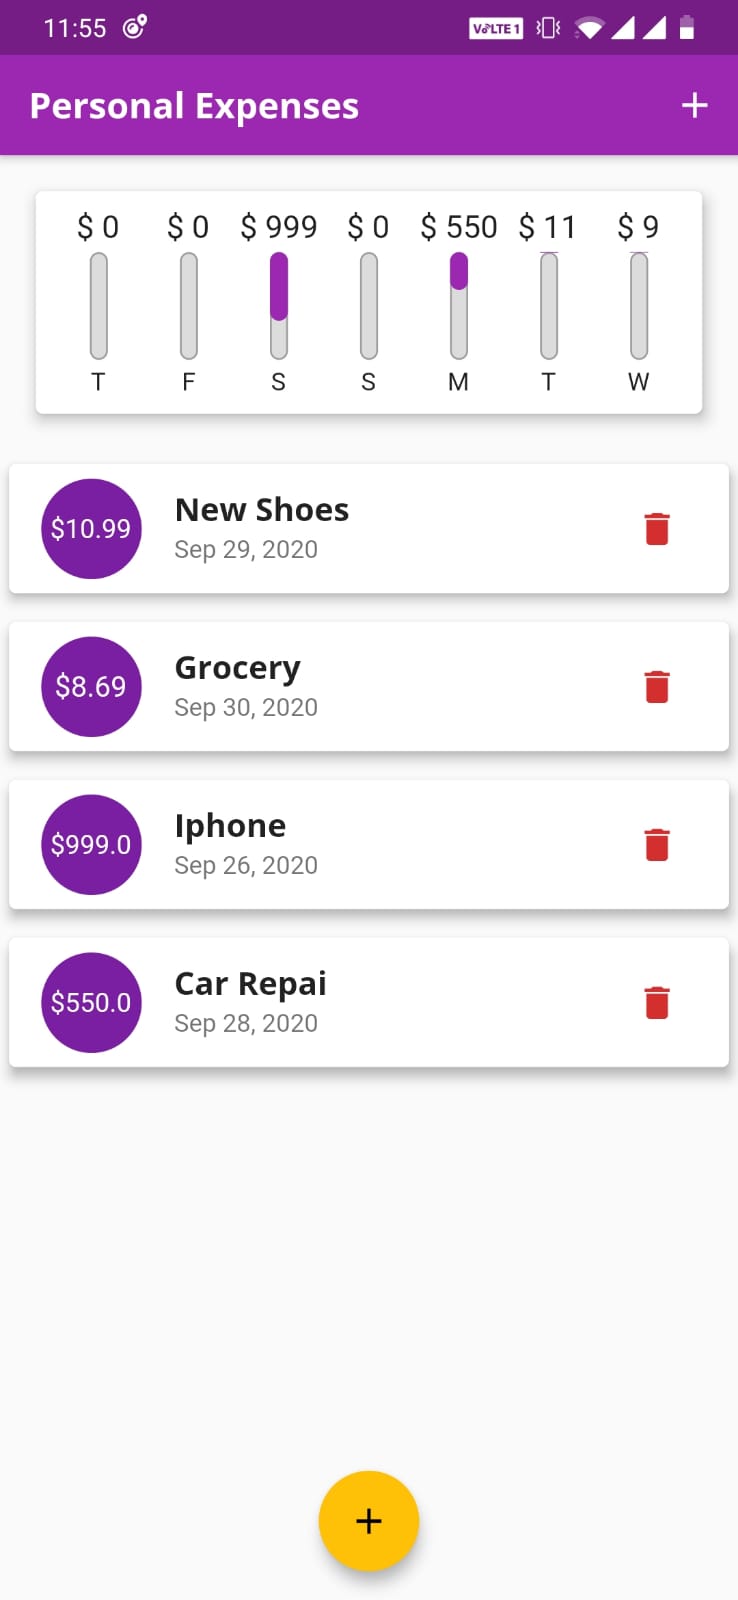 11:55 VoLTE 1
Personal Expenses +
$ 0 $ 0 $ 999 $ 0 $ 550 $ 11 $ 9
T F S S M T W
$10.99 New Shoes
Sep 29, 2020
$8.69 Grocery
Sep 30, 2020
$999.0 Iphone
Sep 26, 2020
$550.0 Car Repai
Sep 28, 2020
+